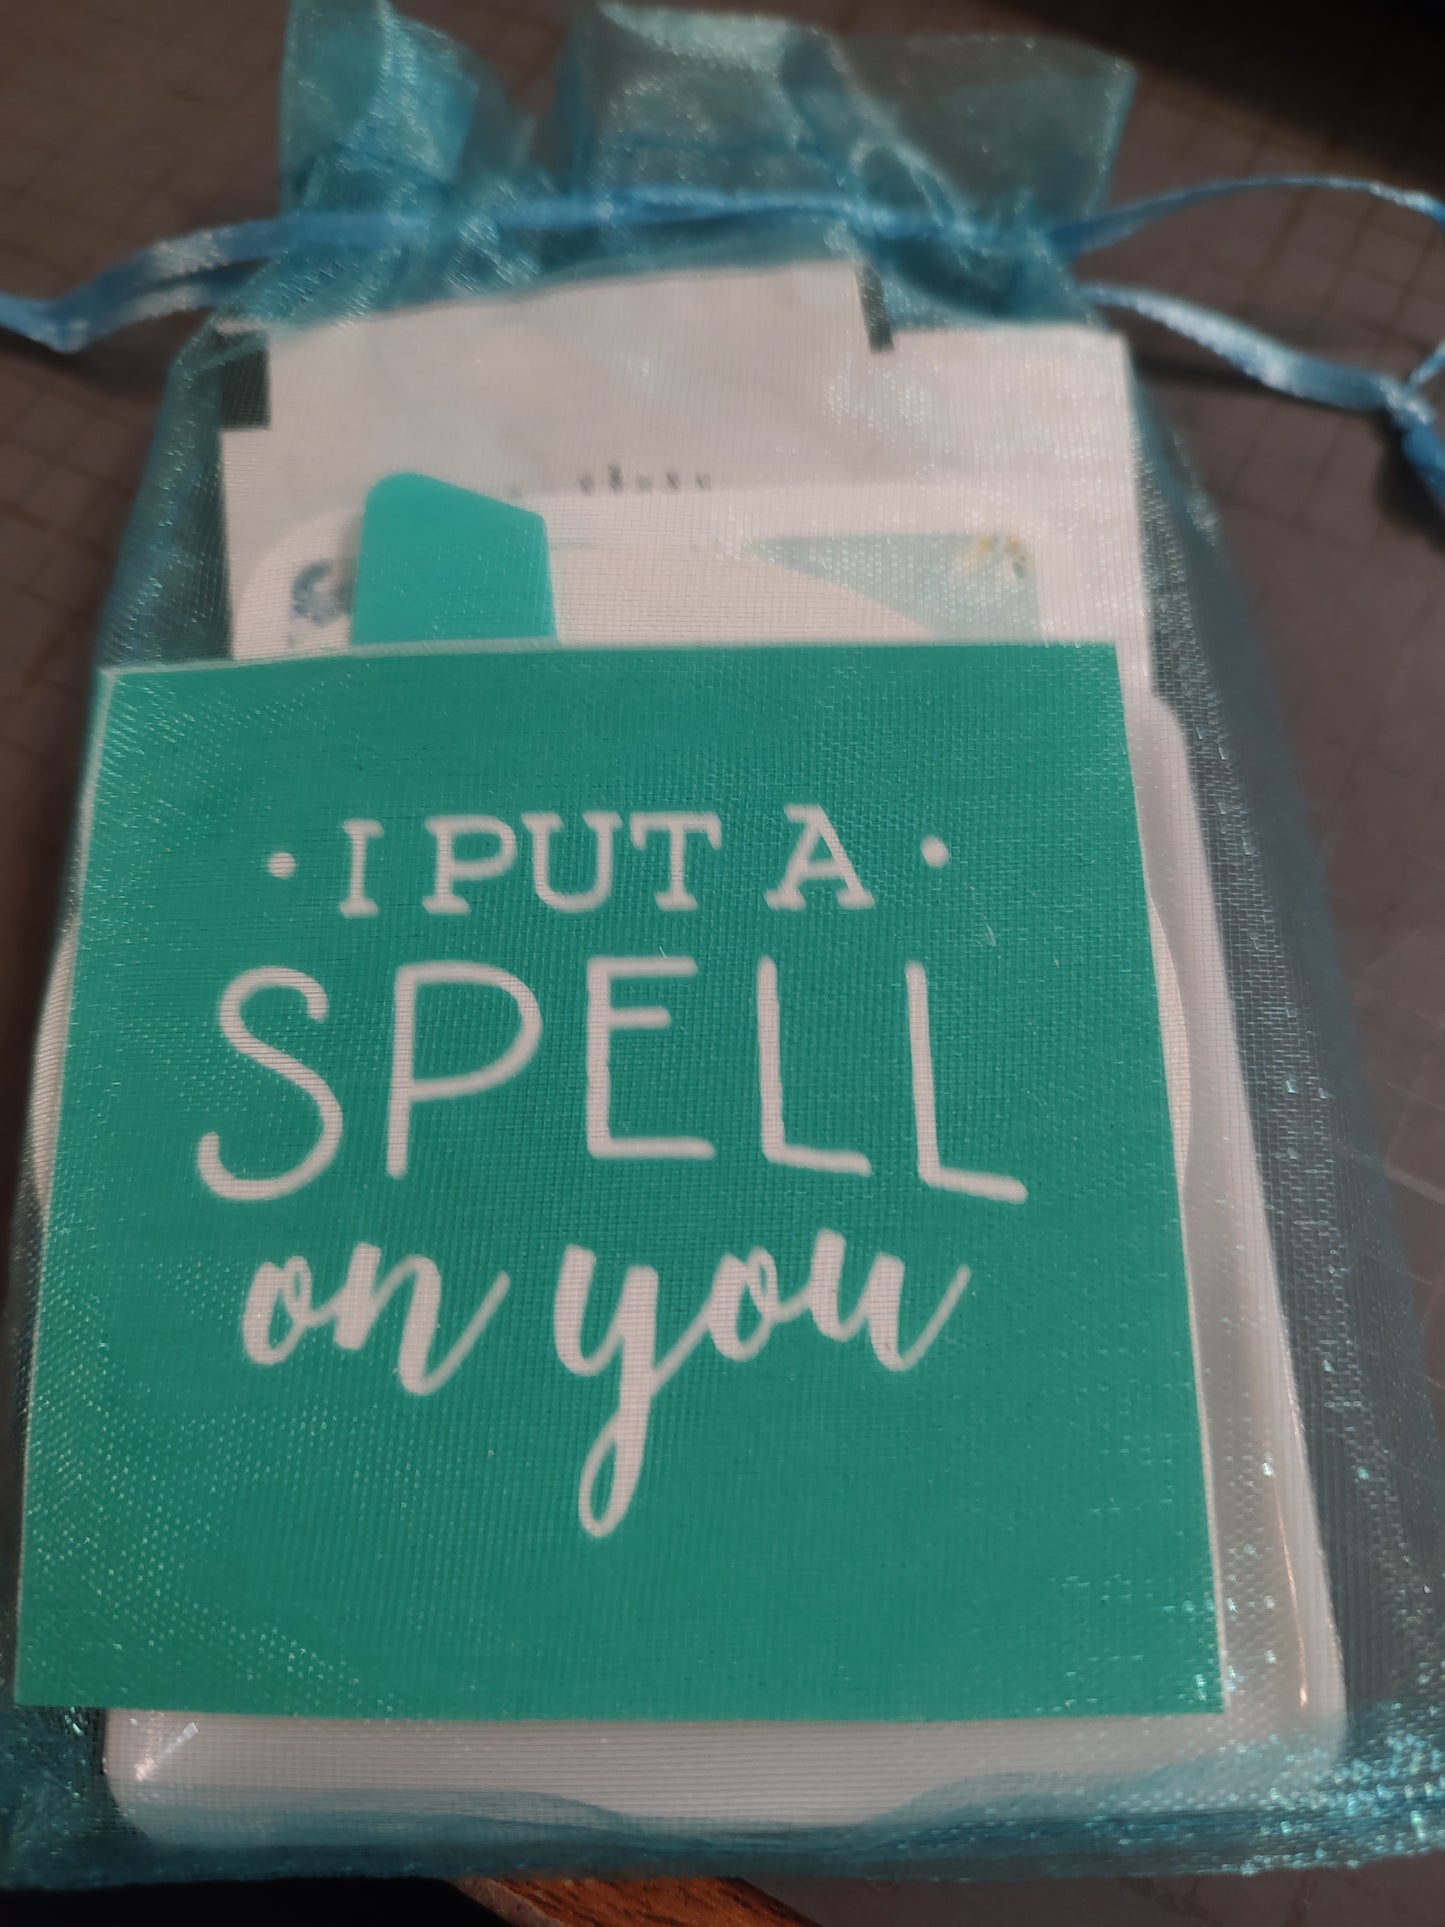 • I PUT A •
SPELL
on you